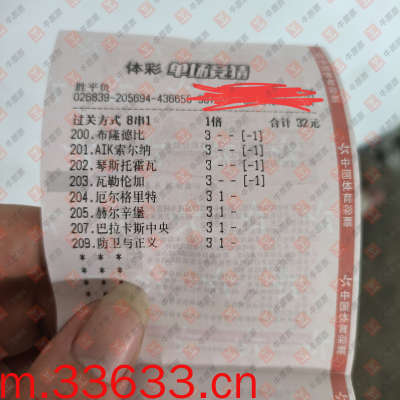 体彩 单场竞猜
胜平负
026839-205694-436656-
过关方式 8串1 1倍 合计 32元
200.布隆德比 3 - - [-1]
201.AIK索尔纳 3 - - [-1]
202.琴斯托霍瓦 3 - - [-1]
203.瓦勒伦加 3 - - [-1]
204.厄尔格里特 3 1 -
205.赫尔辛堡 3 1 -
207.巴拉卡斯中央 3 1 -
209.防卫与正义 3 1 -
* * *
* * *
* * *
* *
中国体育彩票
中国体育彩票
m.33633.cn